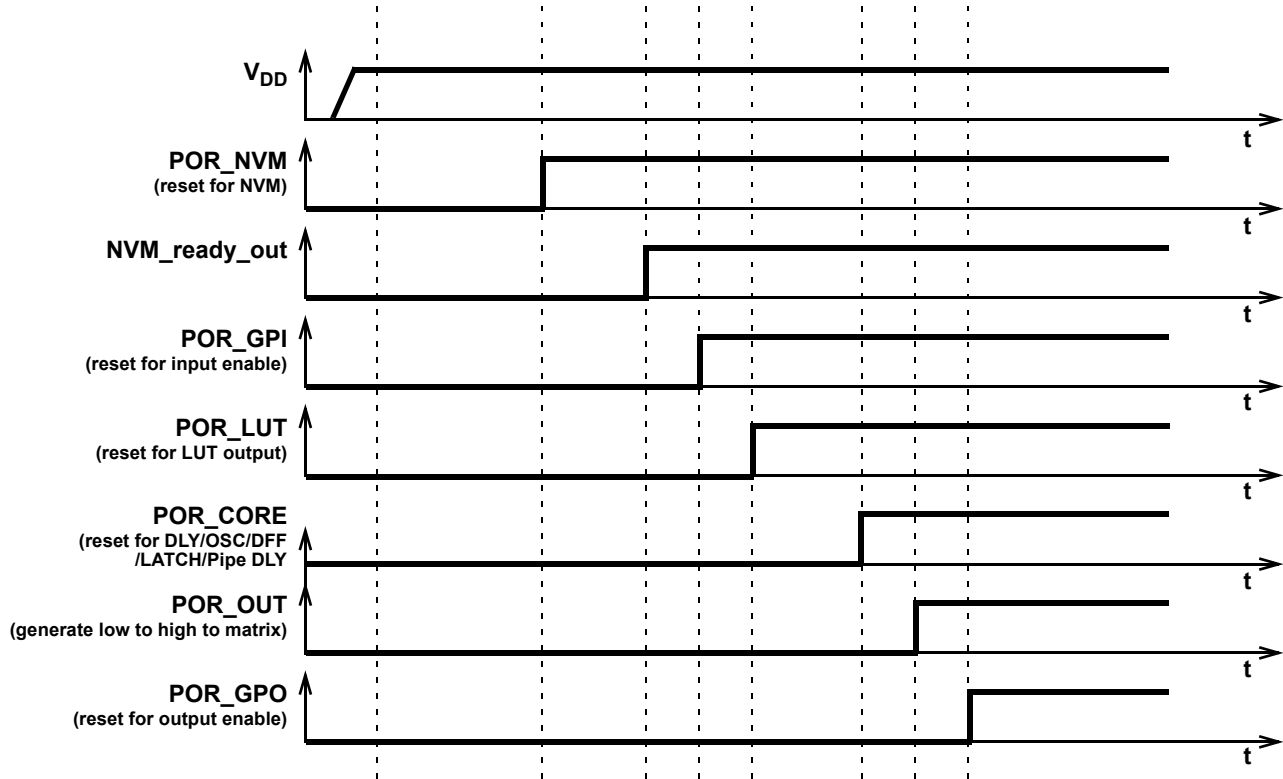 VDD
t
POR_NVM
(reset for NVM)
t
NVM_ready_out
t
POR_GPI
(reset for input enable)
t
POR_LUT
(reset for LUT output)
t
POR_CORE
(reset for DLY/OSC/DFF
/LATCH/Pipe DLY
t
POR_OUT
(generate low to high to matrix)
t
POR_GPO
(reset for output enable)
t